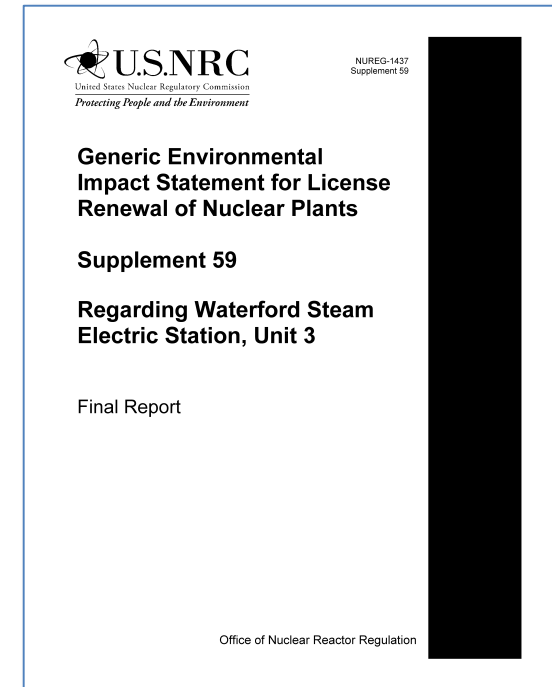 U.S.NRC
United States Nuclear Regulatory Commission
Protecting People and the Environment
NUREG-1437
Supplement 59
Generic Environmental
Impact Statement for License
Renewal of Nuclear Plants
Supplement 59
Regarding Waterford Steam
Electric Station, Unit 3
Final Report
Office of Nuclear Reactor Regulation